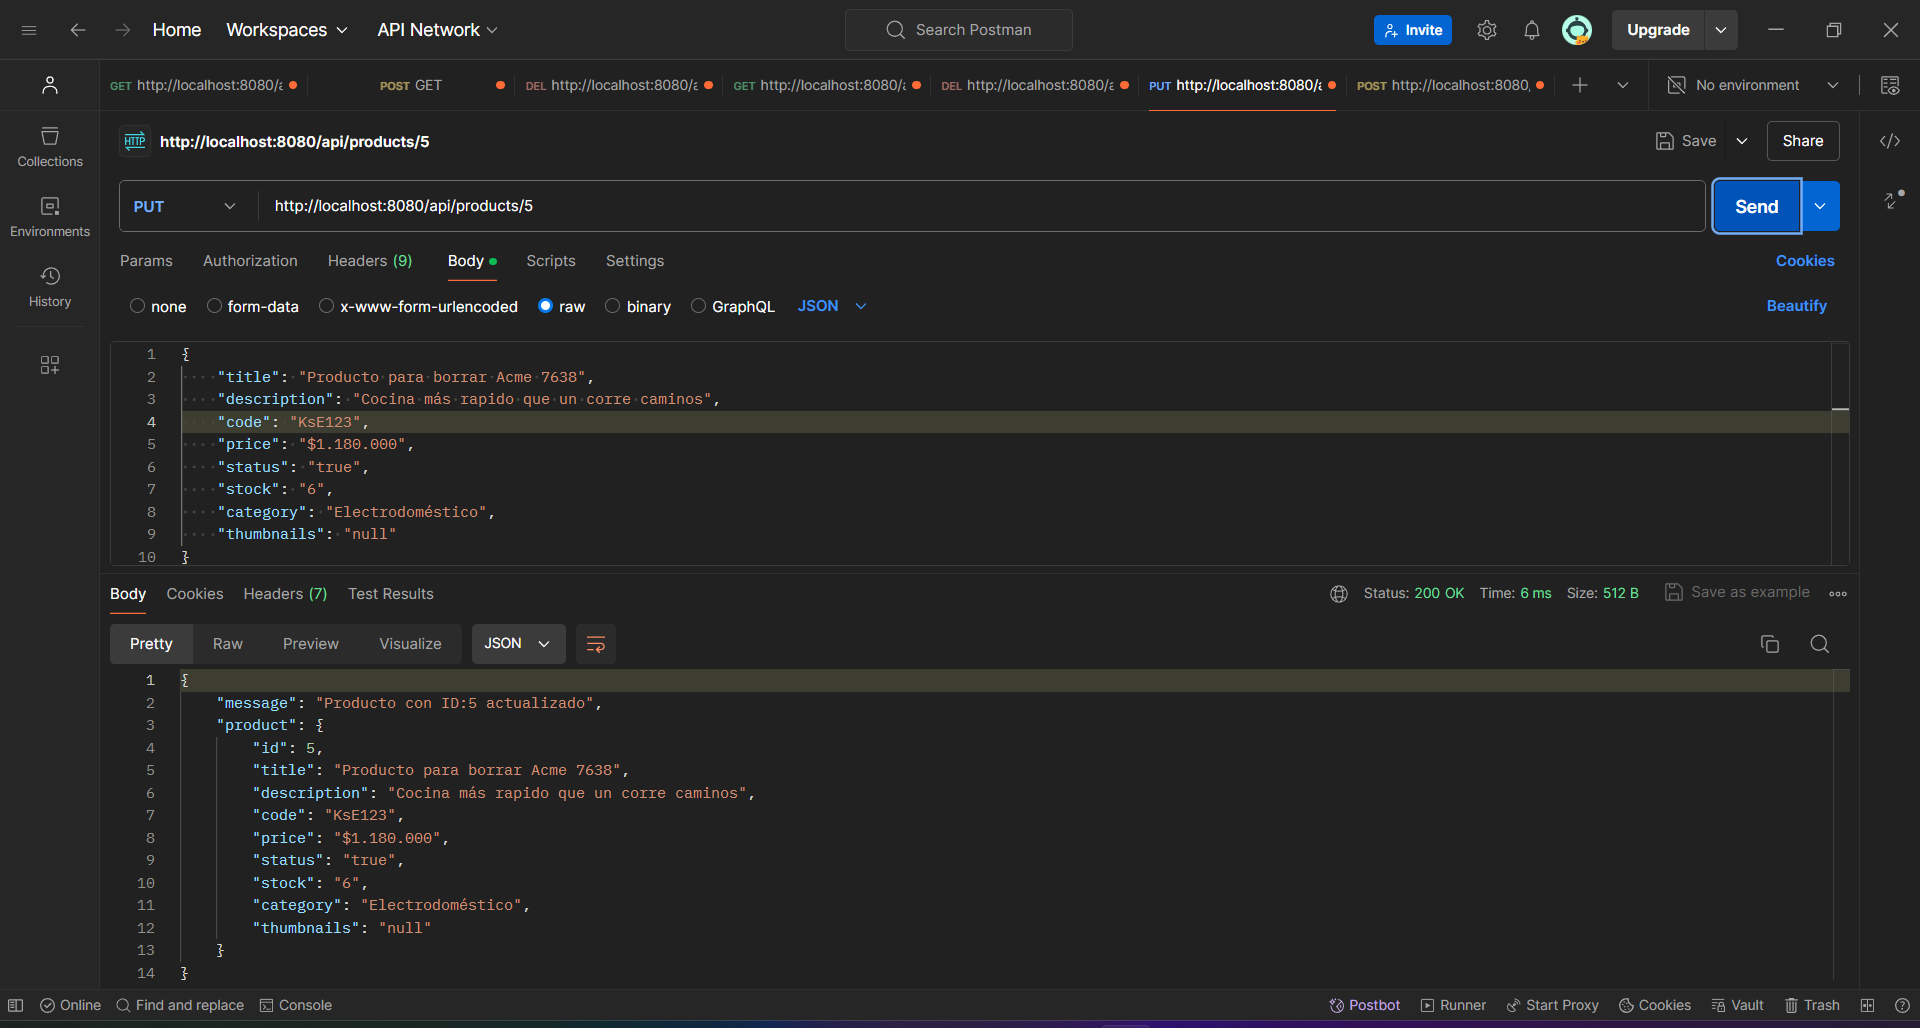 Home Workspaces API Network Search Postman Invite Upgrade
GET http://localhost:8080/ POST GET DEL http://localhost:8080/ GET http://localhost:8080/ DEL http://localhost:8080/ PUT http://localhost:8080/ POST http://localhost:8080, No environment
Collections
Environments
History
HTTP http://localhost:8080/api/products/5 Save Share
PUT http://localhost:8080/api/products/5 Send
Params Authorization Headers (9) Body Scripts Settings Cookies
none form-data x-www-form-urlencoded raw binary GraphQL JSON Beautify
1 {
2 "title": "Producto para borrar Acme 7638",
3 "description": "Cocina más rapido que un corre caminos",
4 "code": "KsE123",
5 "price": "$1.180.000",
6 "status": "true",
7 "stock": "6",
8 "category": "Electrodoméstico",
9 "thumbnails": "null"
10 }
Body Cookies Headers (7) Test Results Status: 200 OK Time: 6 ms Size: 512 B Save as example
Pretty Raw Preview Visualize JSON
1 {
2 "message": "Producto con ID:5 actualizado",
3 "product": {
4 "id": 5,
5 "title": "Producto para borrar Acme 7638",
6 "description": "Cocina más rapido que un corre caminos",
7 "code": "KsE123",
8 "price": "$1.180.000",
9 "status": "true",
10 "stock": "6",
11 "category": "Electrodoméstico",
12 "thumbnails": "null"
13 }
14 }
Online Find and replace Console Postbot Runner Start Proxy Cookies Vault Trash